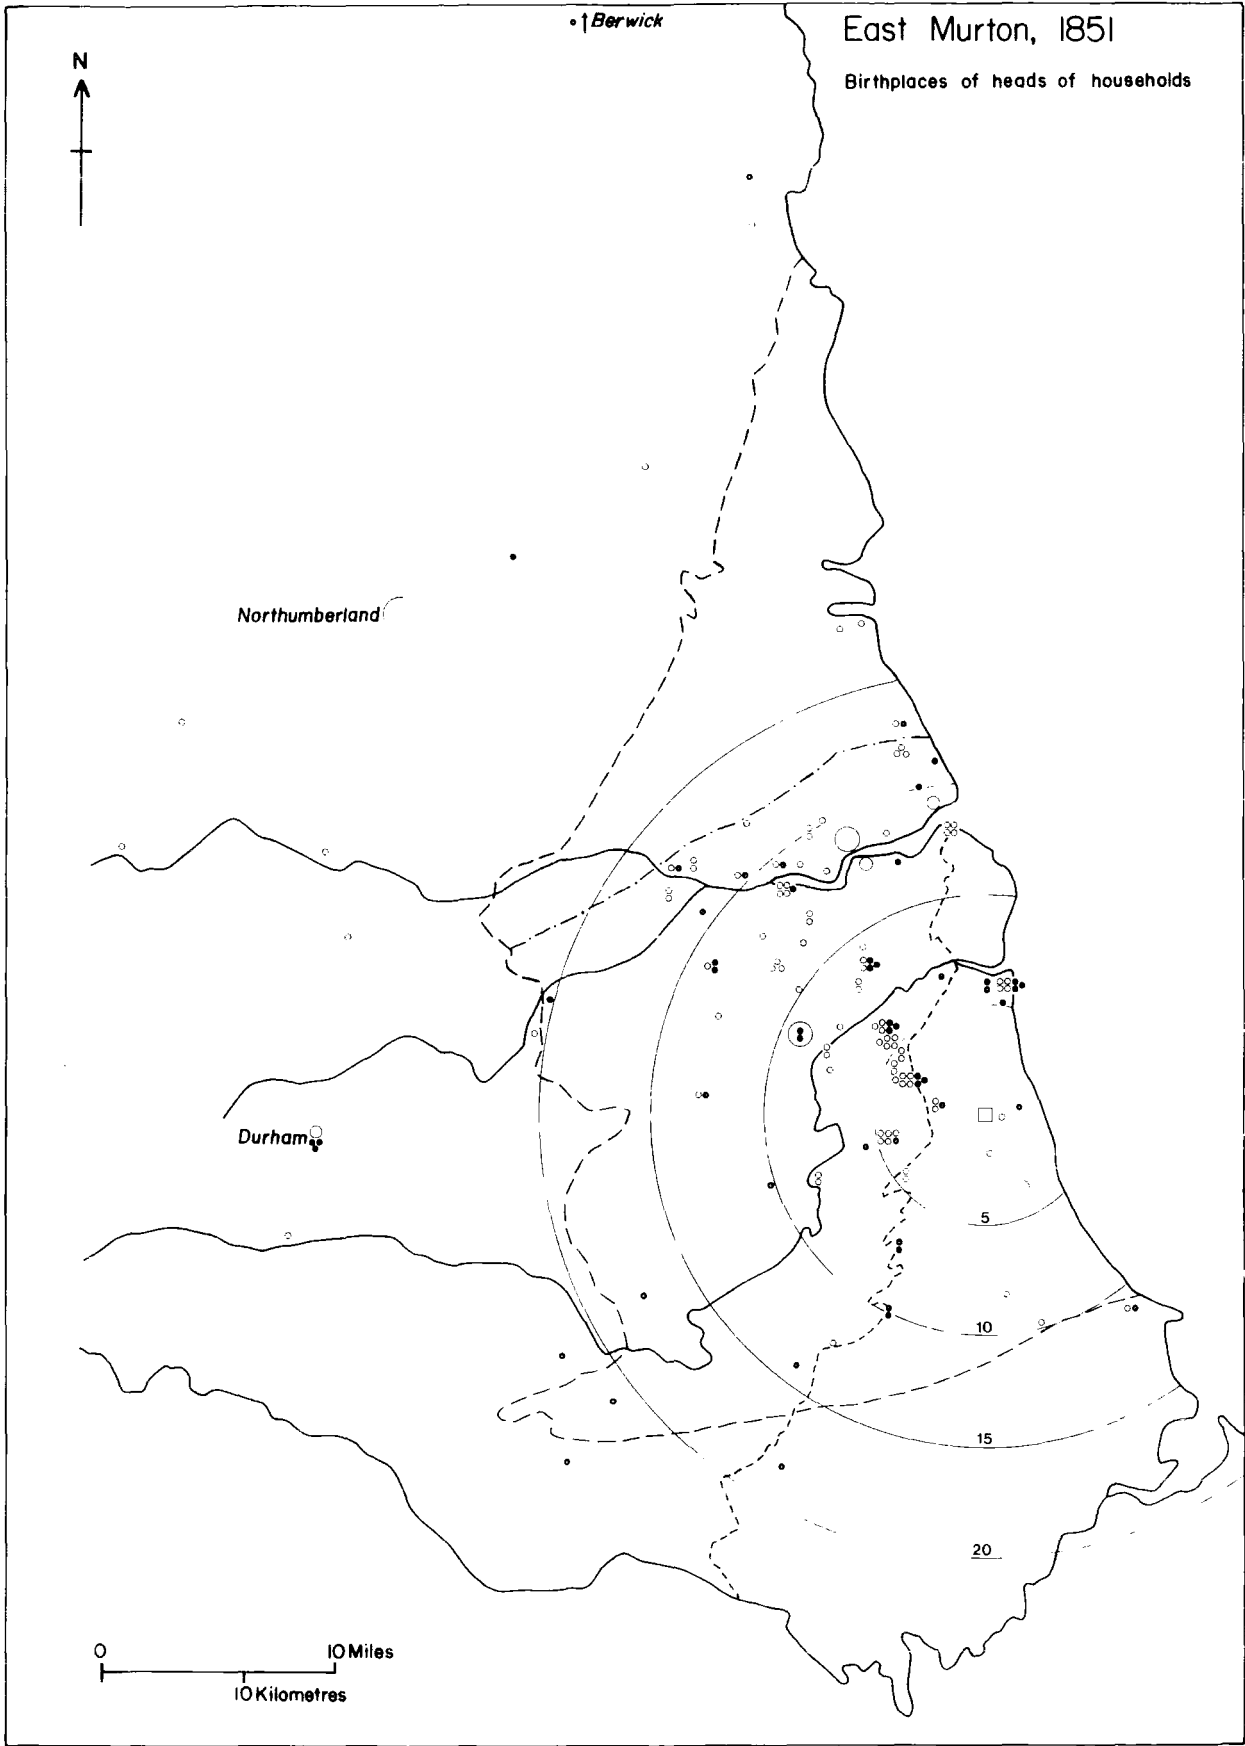 ↑Berwick
East Murton, 1851
Birthplaces of heads of households
N
Northumberland
Durham
5
10
15
20
0 10 Miles
10 Kilometres